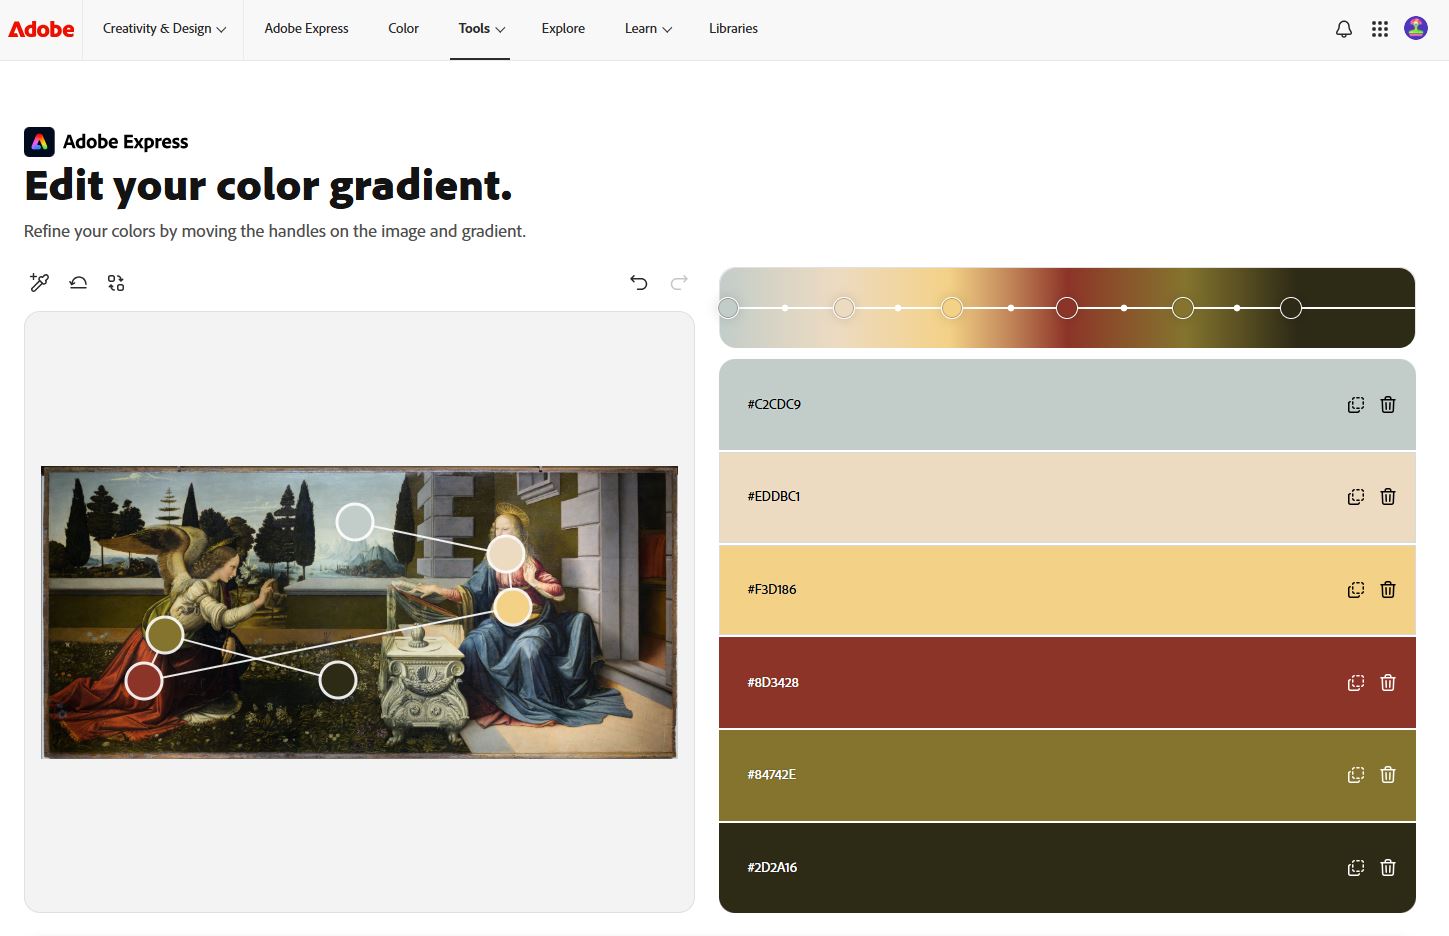 Adobe
Creativity & Design
Adobe Express
Color
Tools
Explore
Learn
Libraries
Adobe Express
Edit your color gradient.
Refine your colors by moving the handles on the image and gradient.
#C2CDC9
#EDDBC1
#F3D186
#8D3428
#84742E
#2D2A16